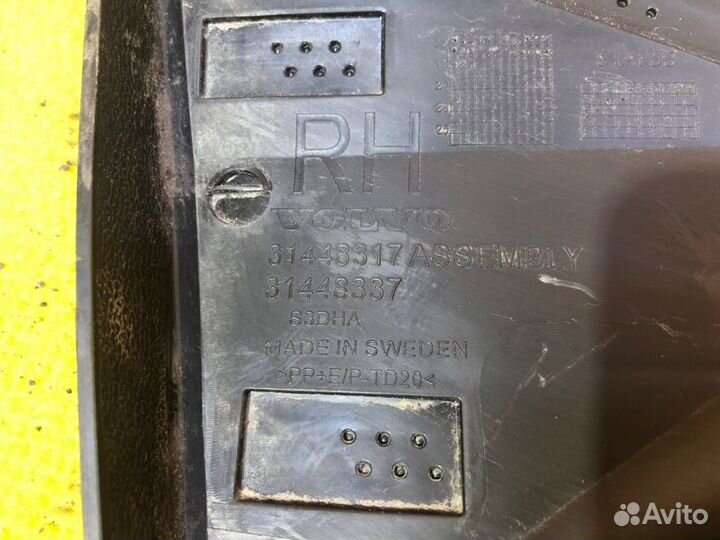 RH
VOLVO
31448317 ASSEMBLY
31448337
S3DHA
MADE IN SWEDEN
>PP+E/P-TD20<
Avito